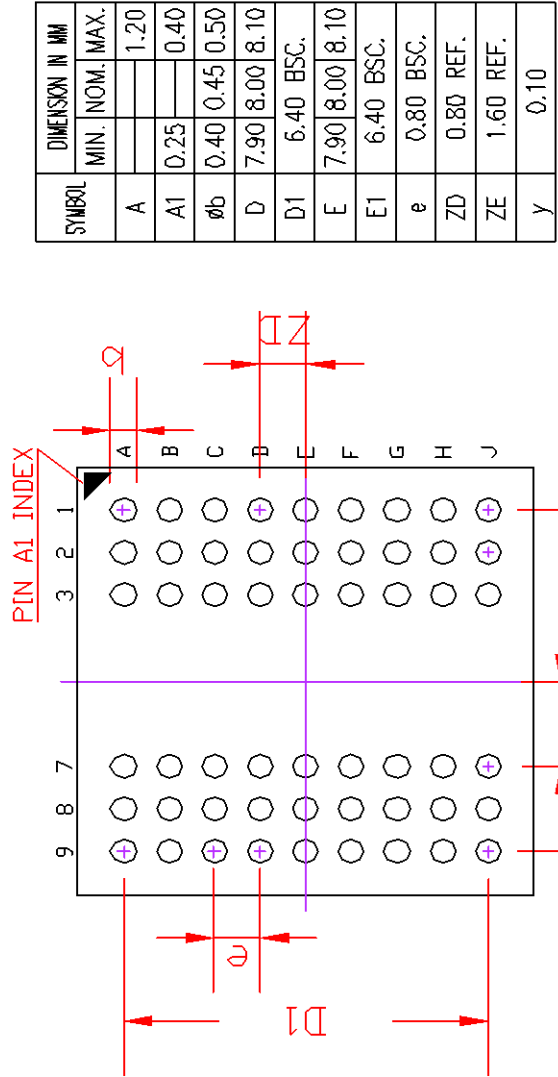 SYMBOL DIMENSION IN MM
MIN. NOM. MAX.
A 1.20
A1 0.25 0.40
øb 0.40 0.45 0.50
D 7.90 8.00 8.10
D1 6.40 BSC.
E 7.90 8.00 8.10
E1 6.40 BSC.
e 0.80 BSC.
ZD 0.80 REF.
ZE 1.60 REF.
y 0.10
PIN A1 INDEX
b
ZD
1 2 3 7 8 9
A
B
C
D
E
F
G
H
J
e
D1